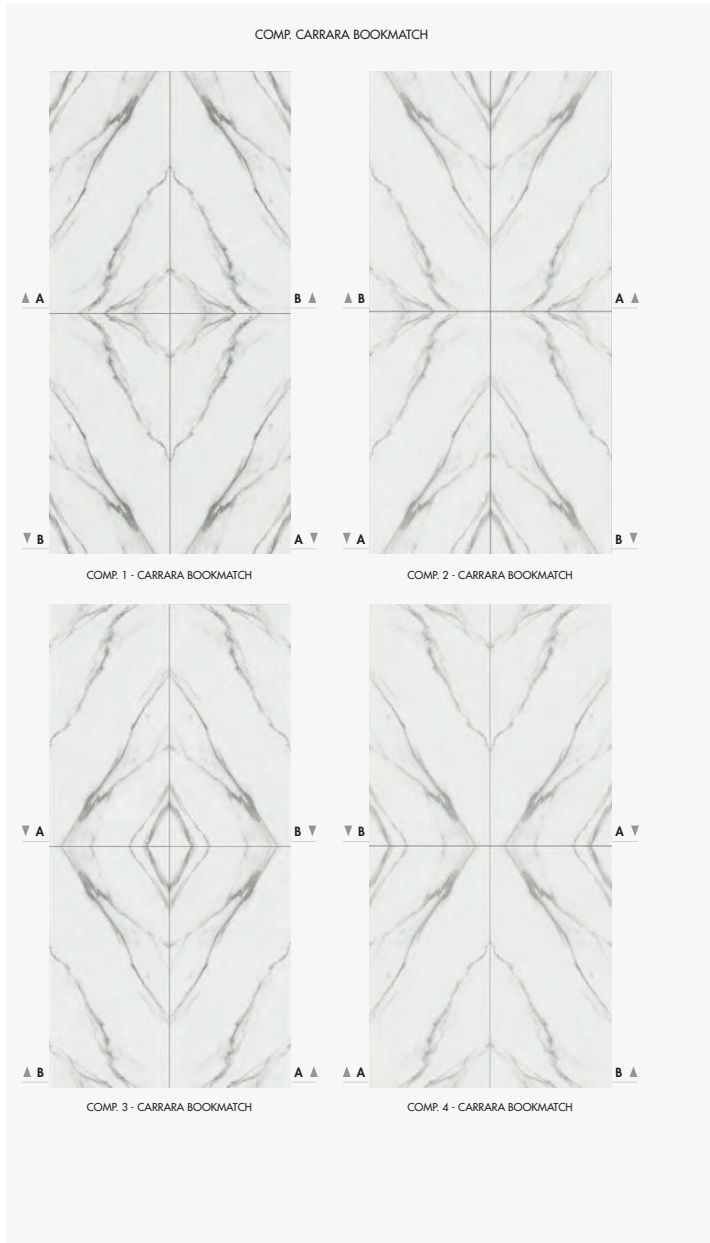 COMP. CARRARA BOOKMATCH
▲ A
B ▲
▲ B
A ▲
▼ B
A ▼
▼ A
B ▼
COMP. 1 - CARRARA BOOKMATCH
COMP. 2 - CARRARA BOOKMATCH
▼ A
B ▼
▼ B
A ▼
▲ B
A ▲
▲ A
B ▲
COMP. 3 - CARRARA BOOKMATCH
COMP. 4 - CARRARA BOOKMATCH